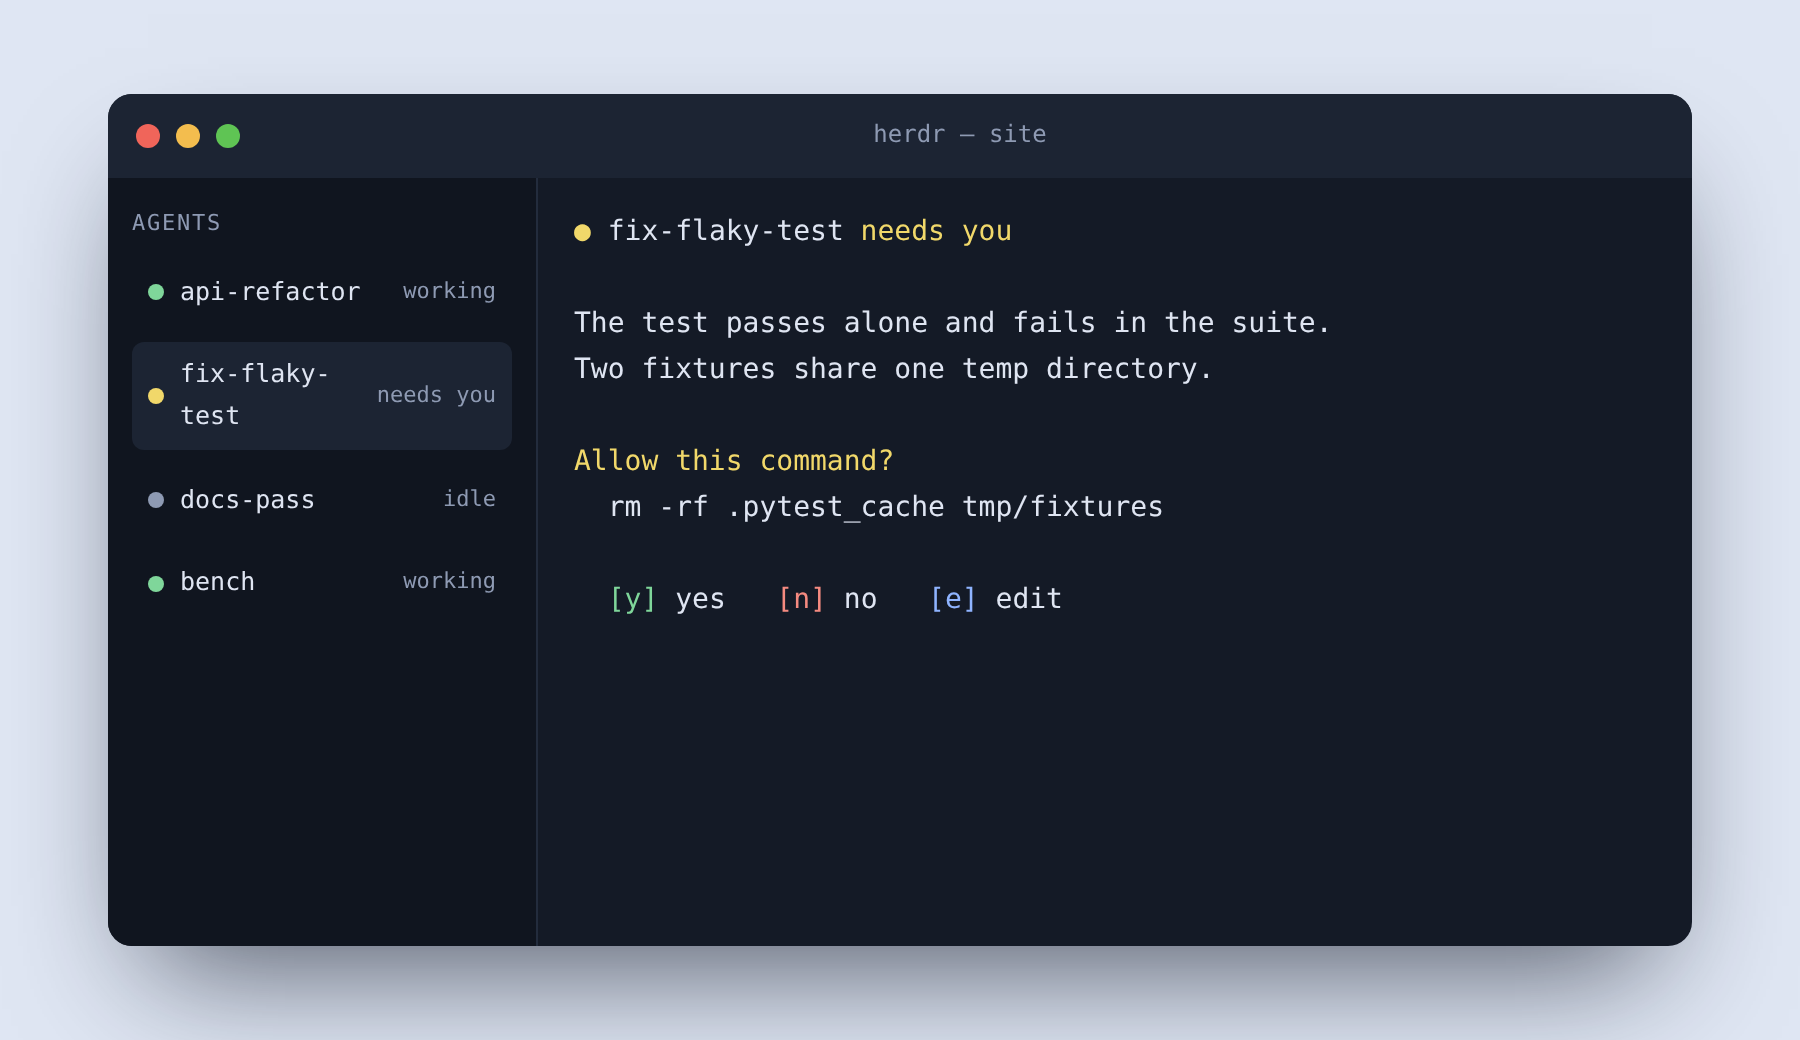 herdr — site
AGENTS
api-refactor working
fix-flaky-
test
needs you
docs-pass idle
bench working
● fix-flaky-test needs you
The test passes alone and fails in the suite.
Two fixtures share one temp directory.
Allow this command?
rm -rf .pytest_cache tmp/fixtures
[y] yes [n] no [e] edit